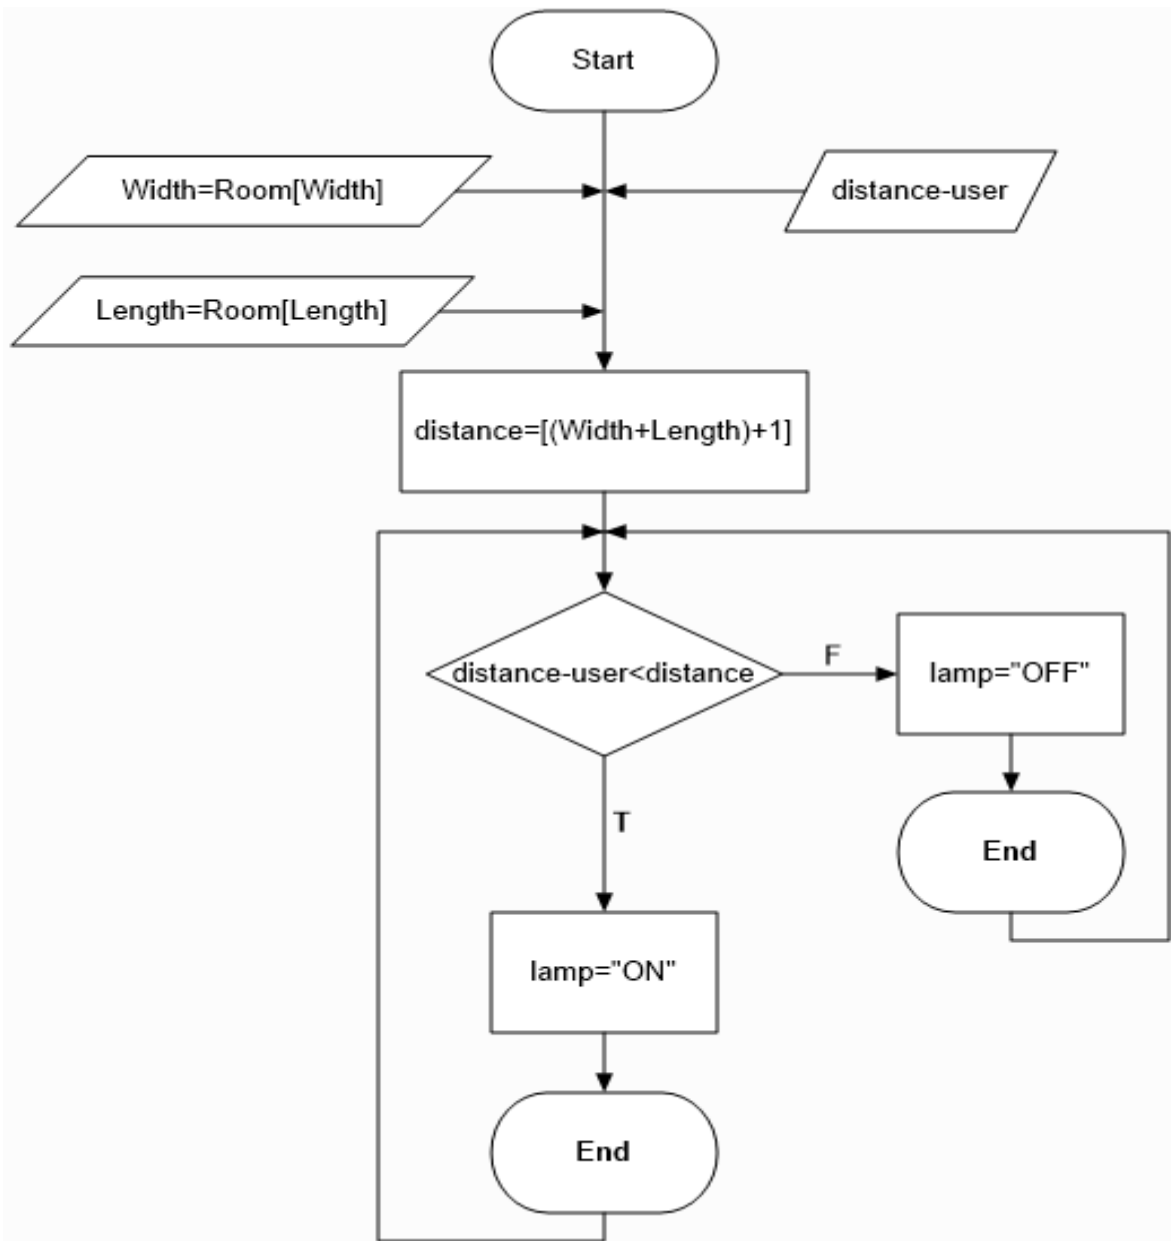 Start
Width=Room[Width]
distance-user
Length=Room[Length]
distance=[(Width+Length)+1]
distance-user<distance
F
lamp="OFF"
T
End
lamp="ON"
End